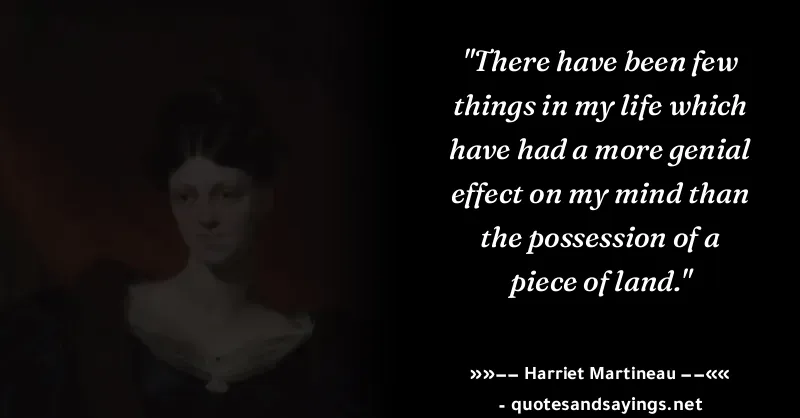 "There have been few
things in my life which
have had a more genial
effect on my mind than
the possession of a
piece of land."
»»−− Harriet Martineau −−««
- quotesandsayings.net